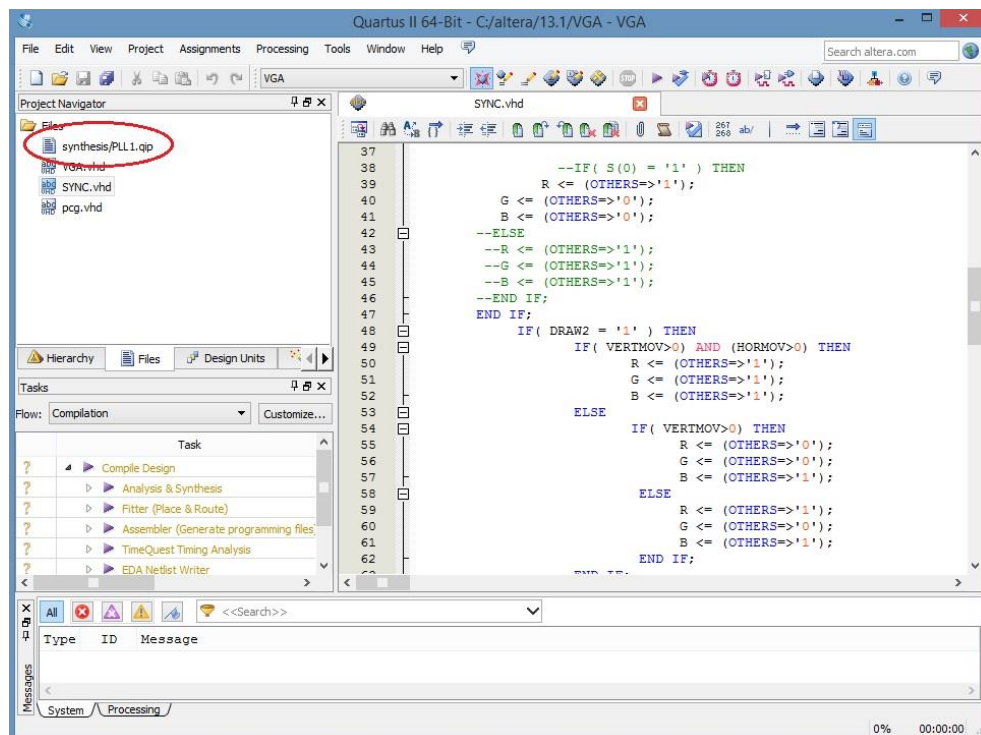 Quartus II 64-Bit - C:/altera/13.1/VGA - VGA
File Edit View Project Assignments Processing Tools Window Help
Search altera.com
VGA
Project Navigator
Files
synthesis/PLL1.qip
VGA.vhd
SYNC.vhd
pcg.vhd
Hierarchy Files Design Units
Tasks
Flow: Compilation Customize...
Task
? Compile Design
? Analysis & Synthesis
? Fitter (Place & Route)
? Assembler (Generate programming files)
? TimeQuest Timing Analysis
? EDA Netlist Writer
SYNC.vhd
267
268 ab/
37
38 --IF( S(0) = '1' ) THEN
39 R <= (OTHERS=>'1');
40 G <= (OTHERS=>'0');
41 B <= (OTHERS=>'0');
42 --ELSE
43 --R <= (OTHERS=>'1');
44 --G <= (OTHERS=>'1');
45 --B <= (OTHERS=>'1');
46 --END IF;
47 END IF;
48 IF( DRAW2 = '1' ) THEN
49 IF( VERTMOV>0) AND (HORMOV>0) THEN
50 R <= (OTHERS=>'1');
51 G <= (OTHERS=>'1');
52 B <= (OTHERS=>'1');
53 ELSE
54 IF( VERTMOV>0) THEN
55 R <= (OTHERS=>'0');
56 G <= (OTHERS=>'0');
57 B <= (OTHERS=>'1');
58 ELSE
59 R <= (OTHERS=>'1');
60 G <= (OTHERS=>'0');
61 B <= (OTHERS=>'1');
62 END IF;
All <<Search>>
Type ID Message
Messages
System Processing
0% 00:00:00